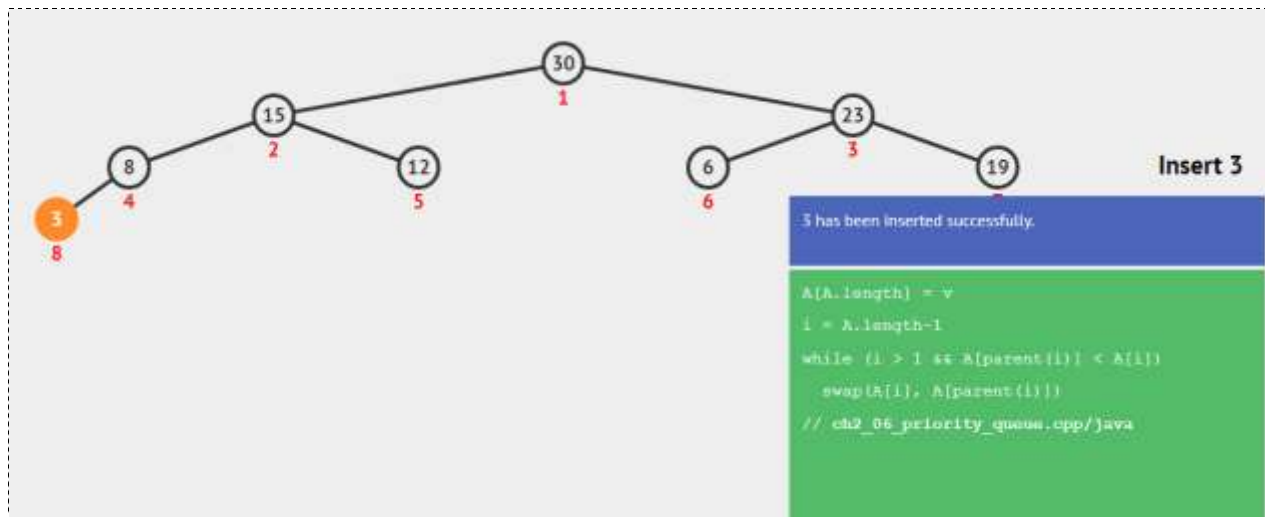 30
1
15
23
2
3
8
12
6
19
Insert 3
4
5
6
3
8
3 has been inserted successfully.
A[A.length] = v
i = A.length-1
while (i > 1 && A[parent(i)] < A[i])
swap(A[i], A[parent(i)])
// ch2_06_priority_queue.cpp/java